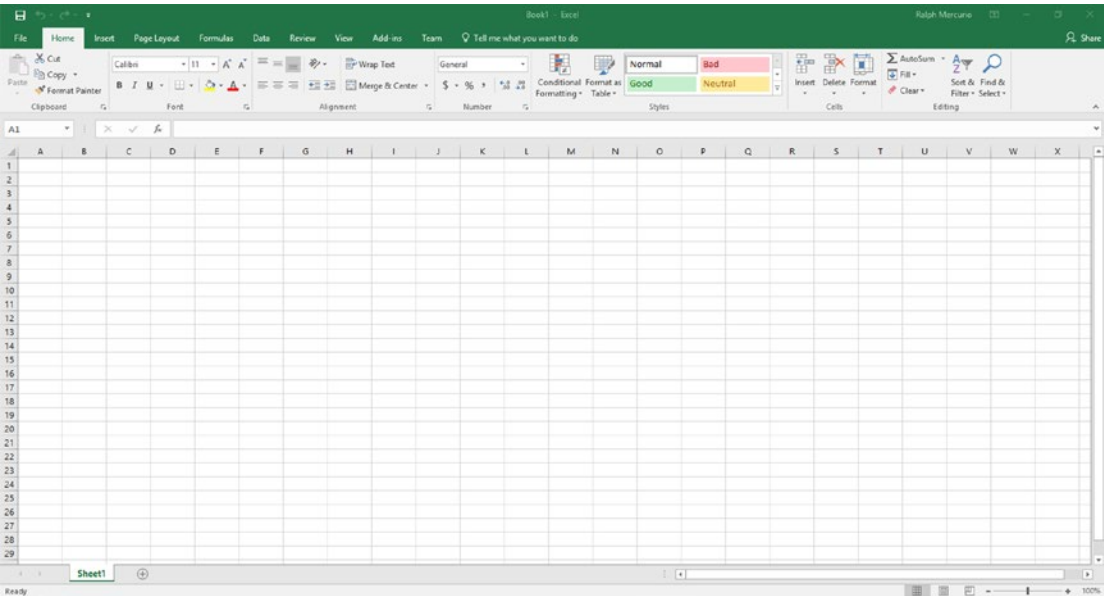 Book1 - Excel
Ralph Mercurio
File Home Insert Page Layout Formulas Data Review View Add-ins Team Tell me what you want to do Share
Paste
Cut
Copy
Format Painter
Clipboard
Calibri 11 A A
B I U A
Font
Wrap Text
Merge & Center
Alignment
General
$ % ,
Number
Conditional Formatting
Format as Table
Normal Bad
Good Neutral
Styles
Insert Delete Format
Cells
AutoSum
Fill
Clear
Sort & Filter
Find & Select
Editing
A1 fx
A B C D E F G H I J K L M N O P Q R S T U V W X
1
2
3
4
5
6
7
8
9
10
11
12
13
14
15
16
17
18
19
20
21
22
23
24
25
26
27
28
29
Sheet1
Ready 100%